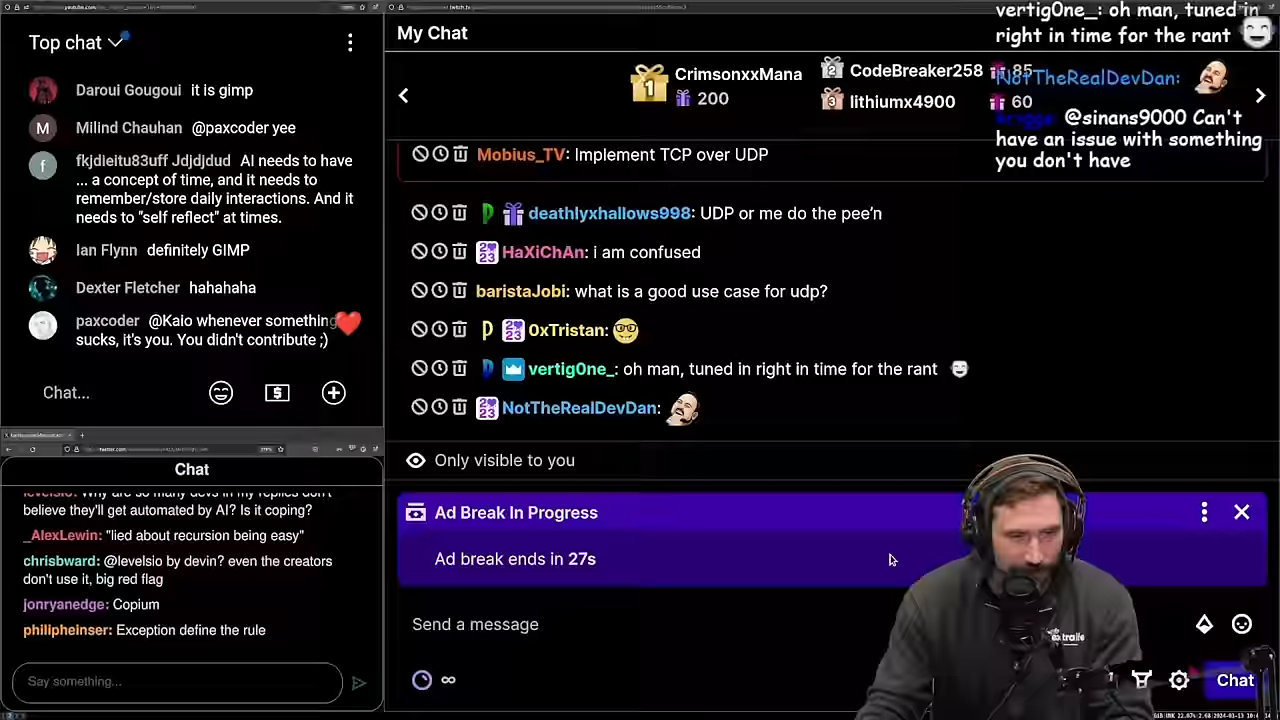 Top chat
Daroui Gougoui it is gimp
M Milind Chauhan @paxcoder yee
f fkjdieitu83uff Jdjdjdud AI needs to have
... a concept of time, and it needs to
remember/store daily interactions. And it
needs to "self reflect" at times.
Ian Flynn definitely GIMP
Dexter Fletcher hahahaha
paxcoder @Kaio whenever something
sucks, it's you. You didn't contribute ;)
Chat...
Chat
levelsio: Why are so many devs in my replies don't
believe they'll get automated by AI? Is it coping?
_AlexLewin: "lied about recursion being easy"
chrisbward: @levelsio by devin? even the creators
don't use it, big red flag
jonryanedge: Copium
philipheinser: Exception define the rule
Say something...
My Chat
1 CrimsonxxMana
200
2 CodeBreaker258 85
3 lithiumx4900 60
Mobius_TV: Implement TCP over UDP
deathlyxhallows998: UDP or me do the pee'n
HaXiChAn: i am confused
baristaJobi: what is a good use case for udp?
0xTristan:
vertig0ne_: oh man, tuned in right in time for the rant
NotTheRealDevDan:
Only visible to you
Ad Break In Progress
Ad break ends in 27s
Send a message
Chat
vertig0ne_: oh man, tuned in
right in time for the rant
NotTheRealDevDan:
@sinans9000 Can't
have an issue with something
you don't have